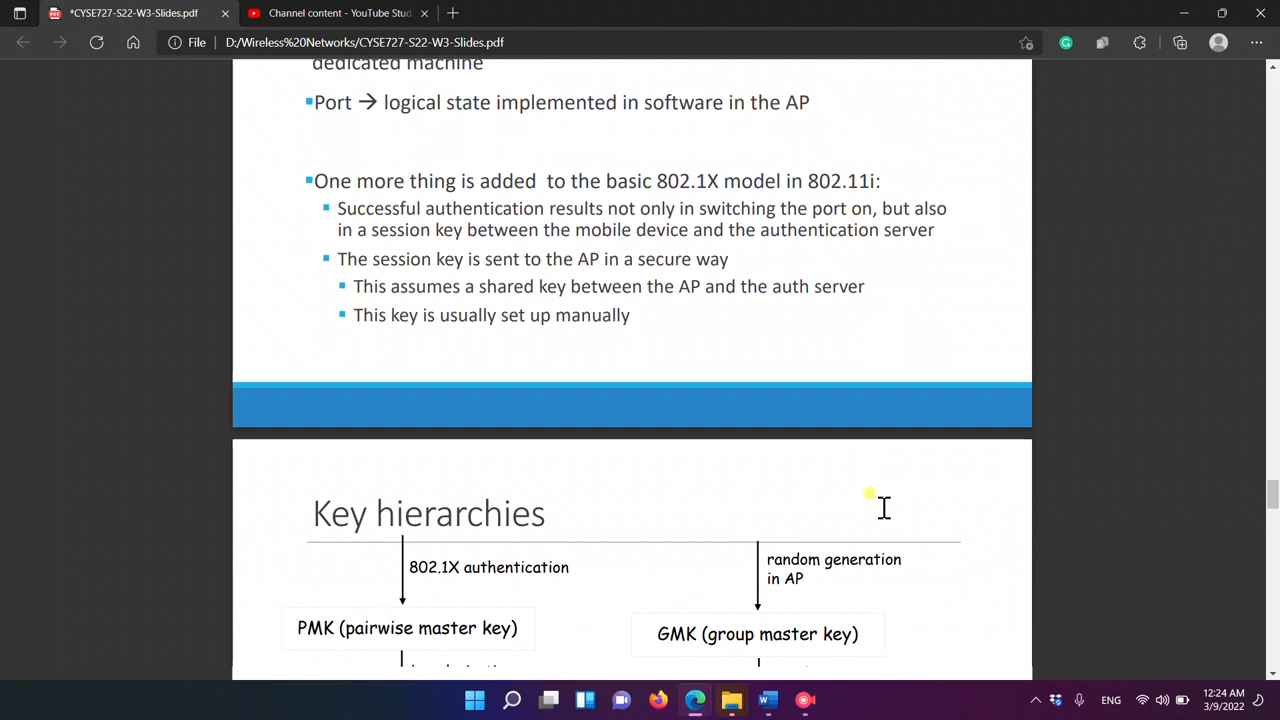 *CYSE727-S22-W3-Slides.pdf
Channel content - YouTube Stud
File
D:/Wireless%20Networks/CYSE727-S22-W3-Slides.pdf
dedicated machine
▪Port → logical state implemented in software in the AP
▪One more thing is added to the basic 802.1X model in 802.11i:
▪ Successful authentication results not only in switching the port on, but also
in a session key between the mobile device and the authentication server
▪ The session key is sent to the AP in a secure way
▪ This assumes a shared key between the AP and the auth server
▪ This key is usually set up manually
Key hierarchies
802.1X authentication
random generation
in AP
PMK (pairwise master key)
GMK (group master key)
ENG
12:24 AM
3/9/2022